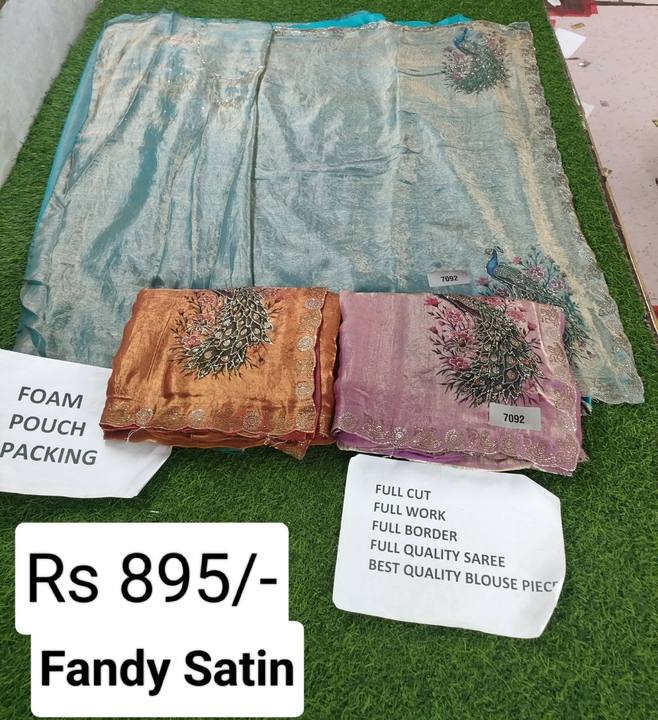 7092
7092
FOAM
POUCH
PACKING
FULL CUT
FULL WORK
FULL BORDER
FULL QUALITY SAREE
BEST QUALITY BLOUSE PIECE
Rs 895/-
Fandy Satin